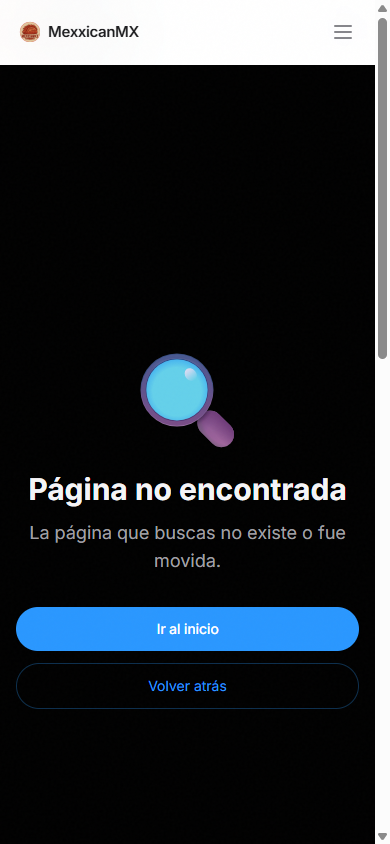 MexxicanMX
Página no encontrada
La página que buscas no existe o fue
movida.
Ir al inicio
Volver atrás